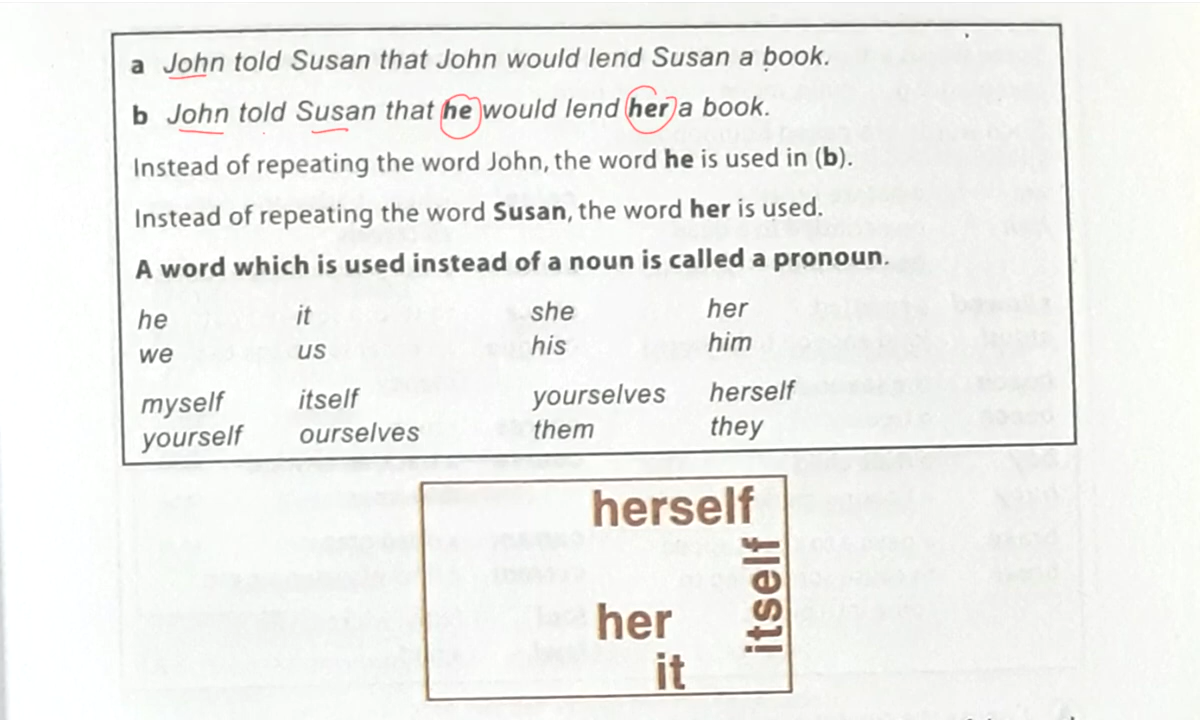 a John told Susan that John would lend Susan a book.
b John told Susan that he would lend her a book.
Instead of repeating the word John, the word he is used in (b).
Instead of repeating the word Susan, the word her is used.
A word which is used instead of a noun is called a pronoun.
he it she her
we us his him
myself itself yourselves herself
yourself ourselves them they
herself
itself
her
it